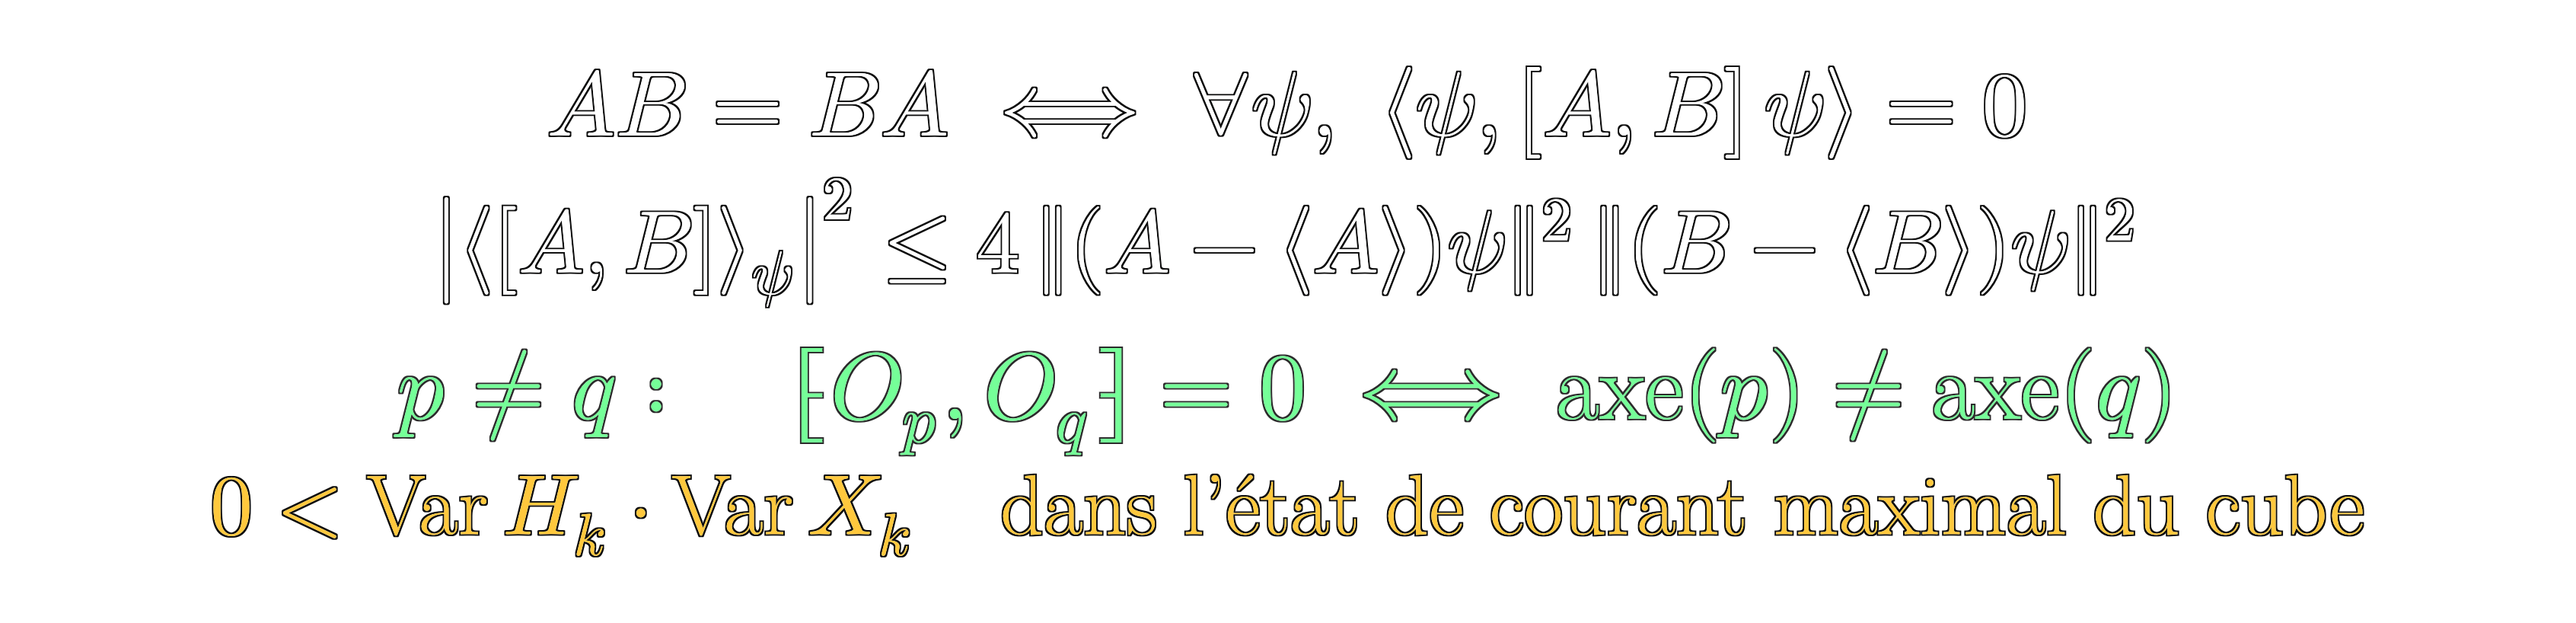 AB = BA ⟺ ∀ψ, ⟨ψ, [A, B] ψ⟩ = 0
|⟨[A, B]⟩_ψ|² ≤ 4 ‖(A − ⟨A⟩)ψ‖² ‖(B − ⟨B⟩)ψ‖²
p ≠ q : [O_p, O_q] = 0 ⟺ axe(p) ≠ axe(q)
0 < Var H_k · Var X_k dans l’état de courant maximal du cube